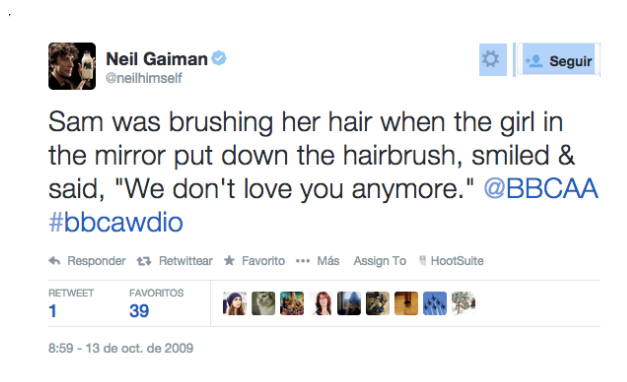 Neil Gaiman
@neilhimself
Seguir
Sam was brushing her hair when the girl in
the mirror put down the hairbrush, smiled &
said, "We don't love you anymore." @BBCAA
#bbcawdio
Responder Retwittear Favorito Más Assign To HootSuite
RETWEET FAVORITOS
1 39
8:59 - 13 de oct. de 2009